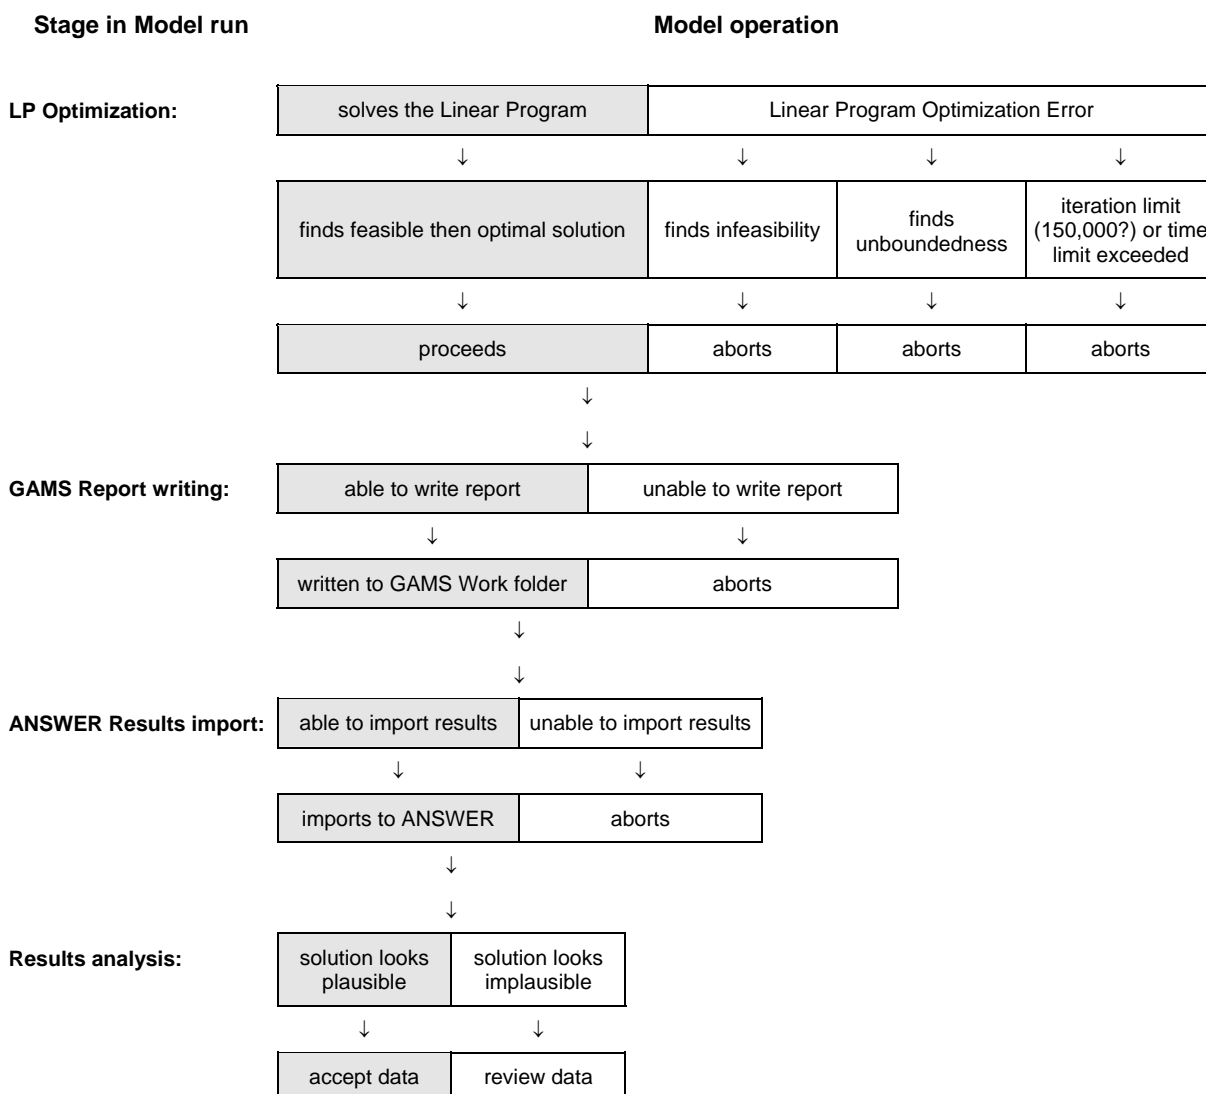 Stage in Model run Model operation
LP Optimization: solves the Linear Program Linear Program Optimization Error
↓ ↓ ↓ ↓
finds feasible then optimal solution finds infeasibility finds
unboundedness iteration limit
(150,000?) or time
limit exceeded
↓ ↓ ↓ ↓
proceeds aborts aborts aborts
↓
↓
GAMS Report writing: able to write report unable to write report
↓ ↓
written to GAMS Work folder aborts
↓
↓
ANSWER Results import: able to import results unable to import results
↓ ↓
imports to ANSWER aborts
↓
↓
Results analysis: solution looks
plausible solution looks
implausible
↓ ↓
accept data review data